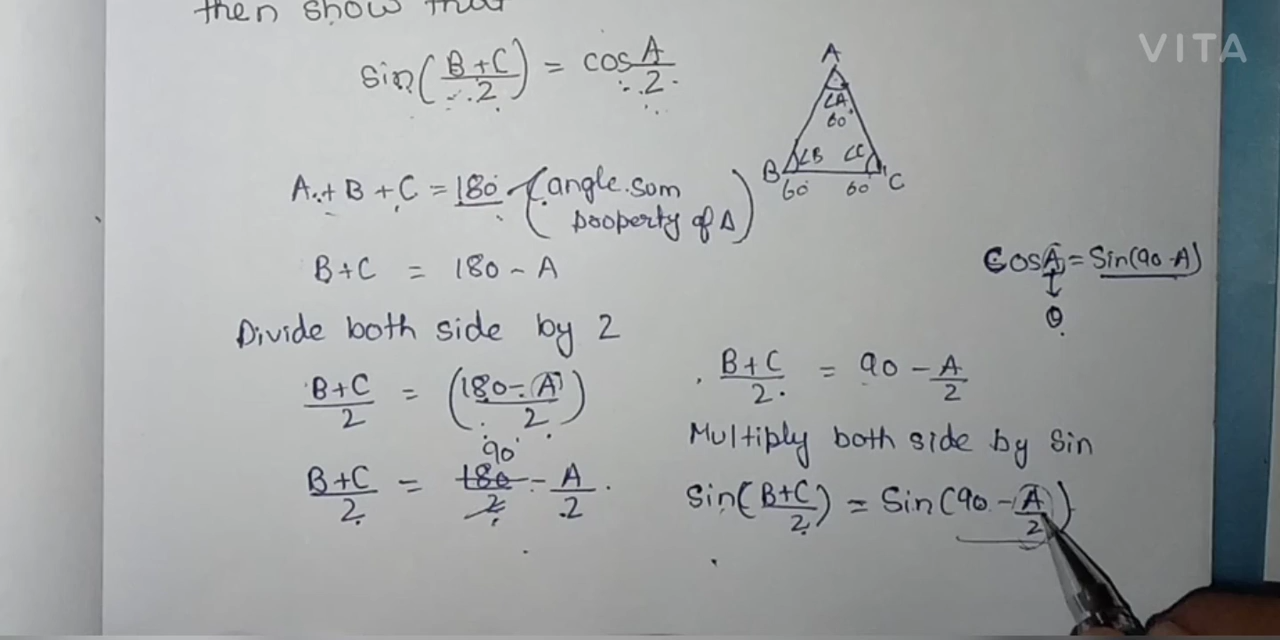 then show that
VITA
Sin(B+C/2) = cos A/2
A
∠A
60°
∠B ∠C
B C
60° 60°
A + B + C = 180 (angle sum
property of Δ)
B+C = 180 - A
CosA = Sin(90-A)
θ
Divide both side by 2
B+C/2 = (180-A/2)
90
B+C/2 = 180/2 - A/2
B+C/2 = 90 - A/2
Multiply both side by Sin
Sin(B+C/2) = Sin(90 - A/2)